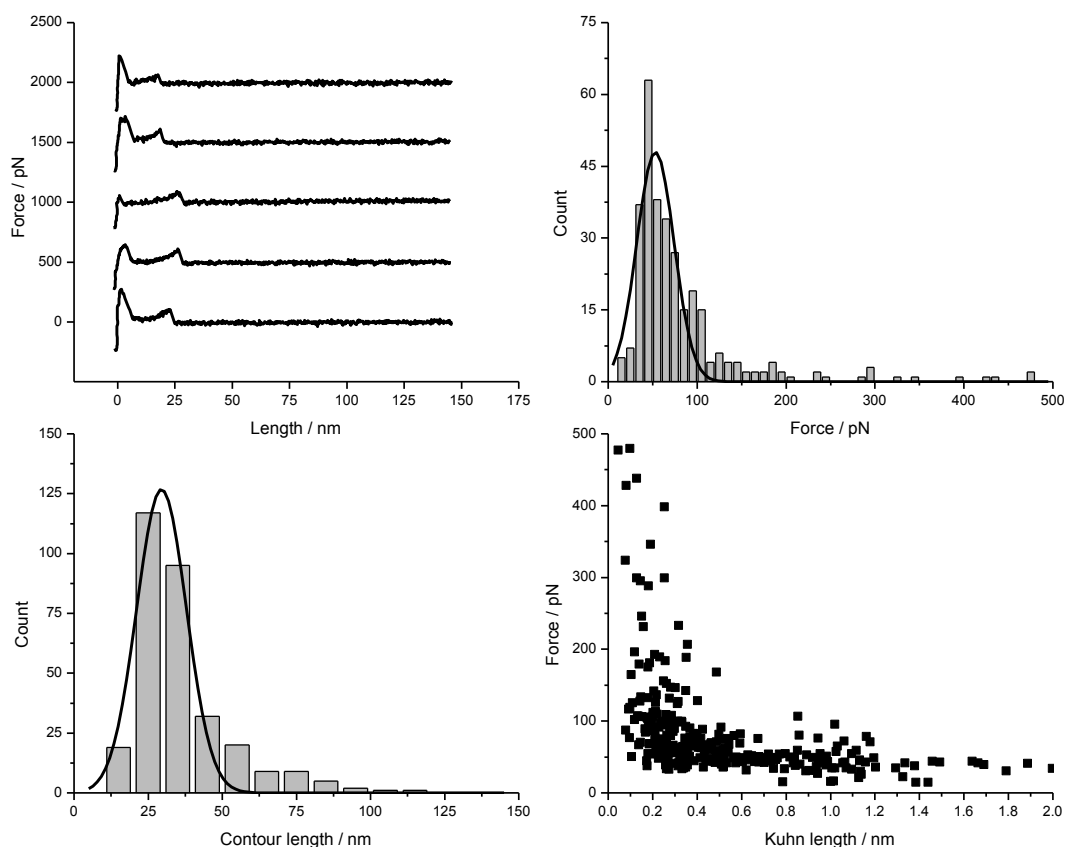 2500
2000
1500
1000
500
0
Force / pN
0 25 50 75 100 125 150 175
Length / nm
75
60
45
30
15
0
Count
0 100 200 300 400 500
Force / pN
150
125
100
75
50
25
0
Count
0 25 50 75 100 125 150
Contour length / nm
500
400
300
200
100
50
0
Force / pN
0.0 0.2 0.4 0.6 0.8 1.0 1.2 1.4 1.6 1.8 2.0
Kuhn length / nm